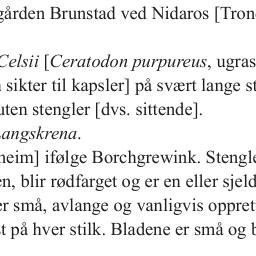 gården Brunstad ved Nidaros [Tron
Celsii [Ceratodon purpureus, ugras
sikter til kapsler] på svært lange st
uten stengler [dvs. sittende].
angskrena.
heim] ifølge Borchgrewink. Stengle
en, blir rødfarget og er en eller sjeld
er små, avlange og vanligvis oppret
t på hver stilk. Bladene er små og b